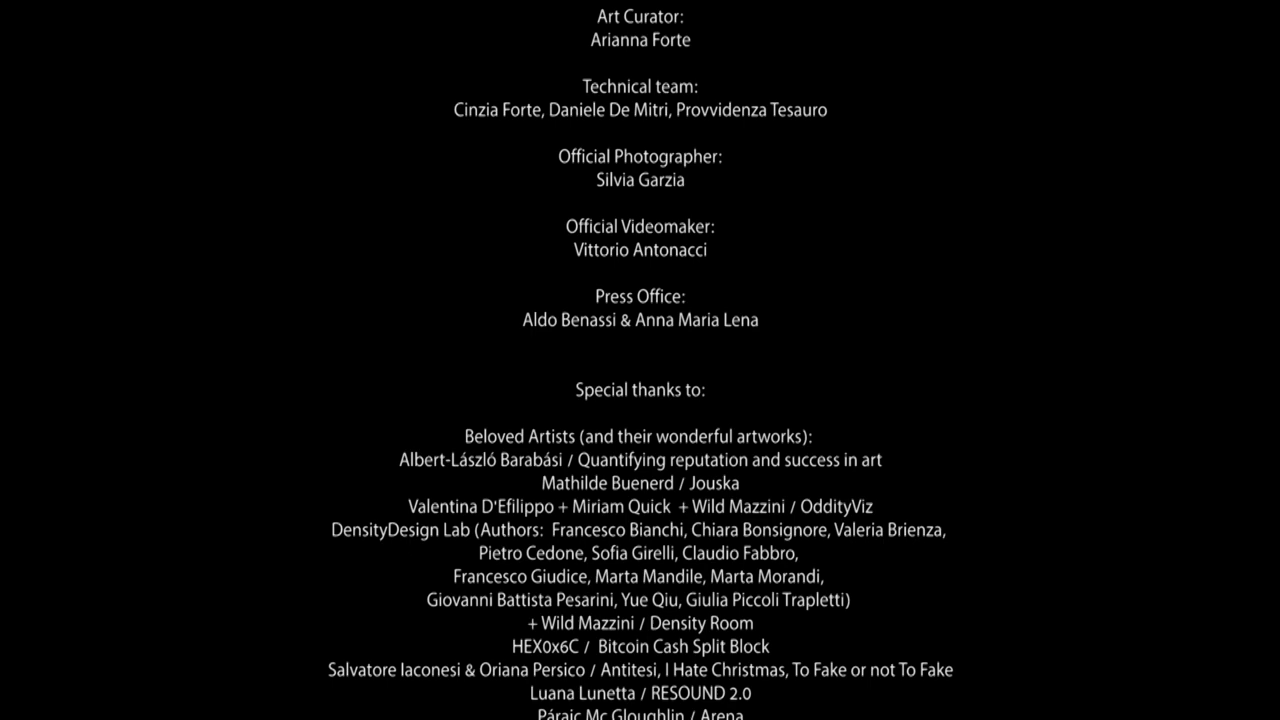 Art Curator:
Arianna Forte
Technical team:
Cinzia Forte, Daniele De Mitri, Provvidenza Tesauro
Official Photographer:
Silvia Garzia
Official Videomaker:
Vittorio Antonacci
Press Office:
Aldo Benassi & Anna Maria Lena
Special thanks to:
Beloved Artists (and their wonderful artworks):
Albert-László Barabási / Quantifying reputation and success in art
Mathilde Buenerd / Jouska
Valentina D'Efilippo + Miriam Quick + Wild Mazzini / OddityViz
DensityDesign Lab (Authors: Francesco Bianchi, Chiara Bonsignore, Valeria Brienza,
Pietro Cedone, Sofia Girelli, Claudio Fabbro,
Francesco Giudice, Marta Mandile, Marta Morandi,
Giovanni Battista Pesarini, Yue Qiu, Giulia Piccoli Trapletti)
+ Wild Mazzini / Density Room
HEX0x6C / Bitcoin Cash Split Block
Salvatore Iaconesi & Oriana Persico / Antitesi, I Hate Christmas, To Fake or not To Fake
Luana Lunetta / RESOUND 2.0
Páraic Mc Gloughlin / Arena